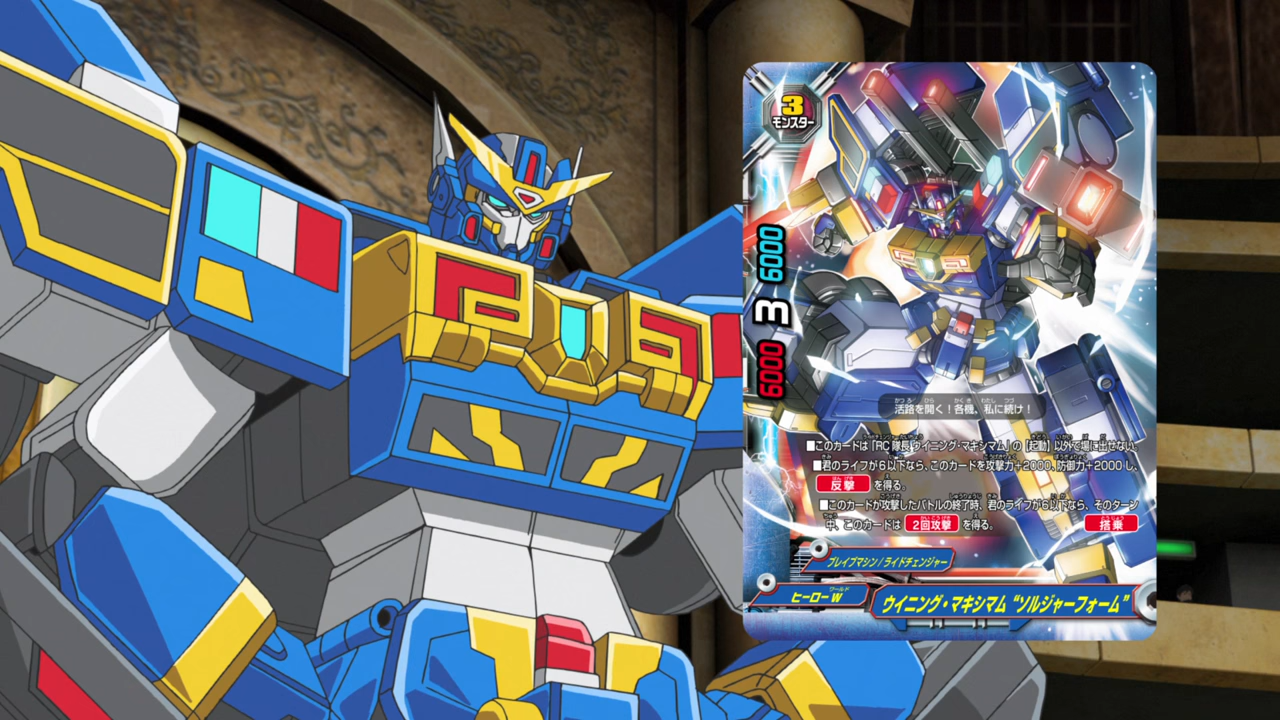 3
モンスター
6000
3
6000
活路を開く！各機、私に続け！
■このカードは「RC 隊長 ウイニング・マキシマム」の【起動】以外で場に出せない。
■君のライフが6以下なら、このカードを攻撃力+2000、防御力+2000し、
反撃 を得る。
■このカードが攻撃したバトルの終了時、君のライフが6以下なら、そのターン
中、このカードは 2回攻撃 を得る。 搭乗
ブレイブマシン / ライドチェンジャー
ヒーローW
ウイニング・マキシマム “ソルジャーフォーム”